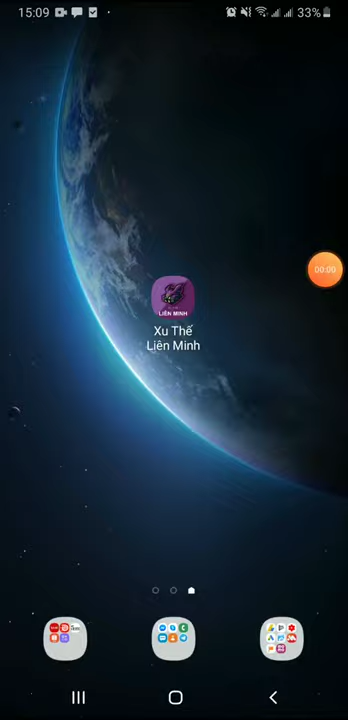 15:09
33%
00:00
LIÊN MINH
Xu Thế
Liên Minh